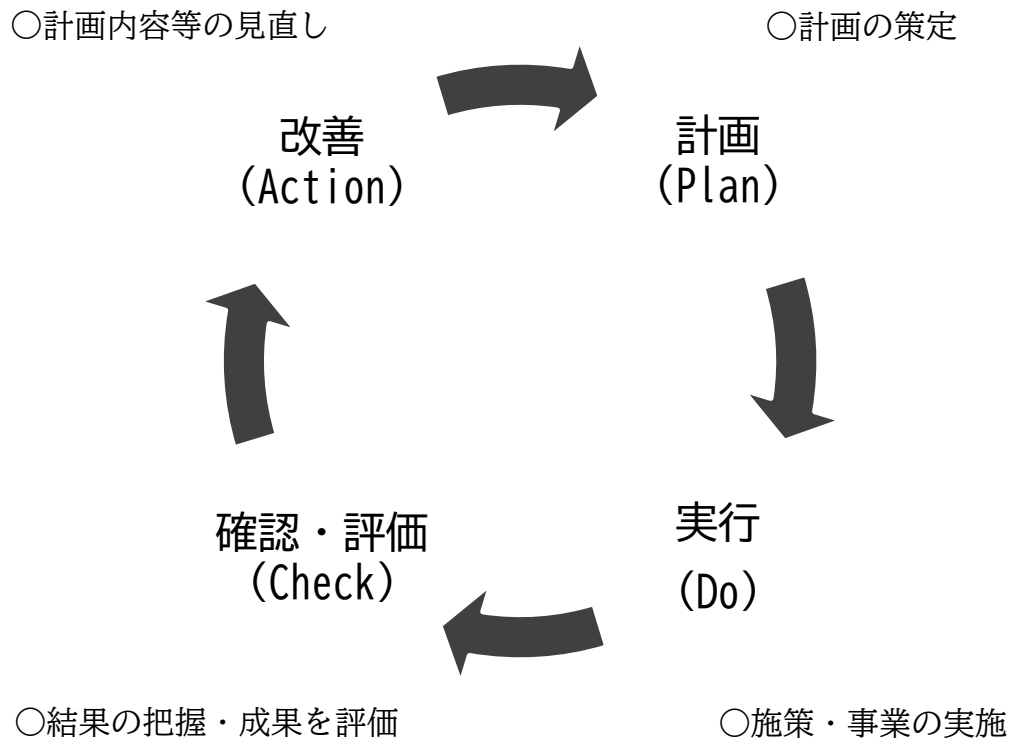 ○計画内容等の見直し
○計画の策定
改善
(Action)
計画
(Plan)
確認・評価
(Check)
実行
(Do)
○結果の把握・成果を評価
○施策・事業の実施